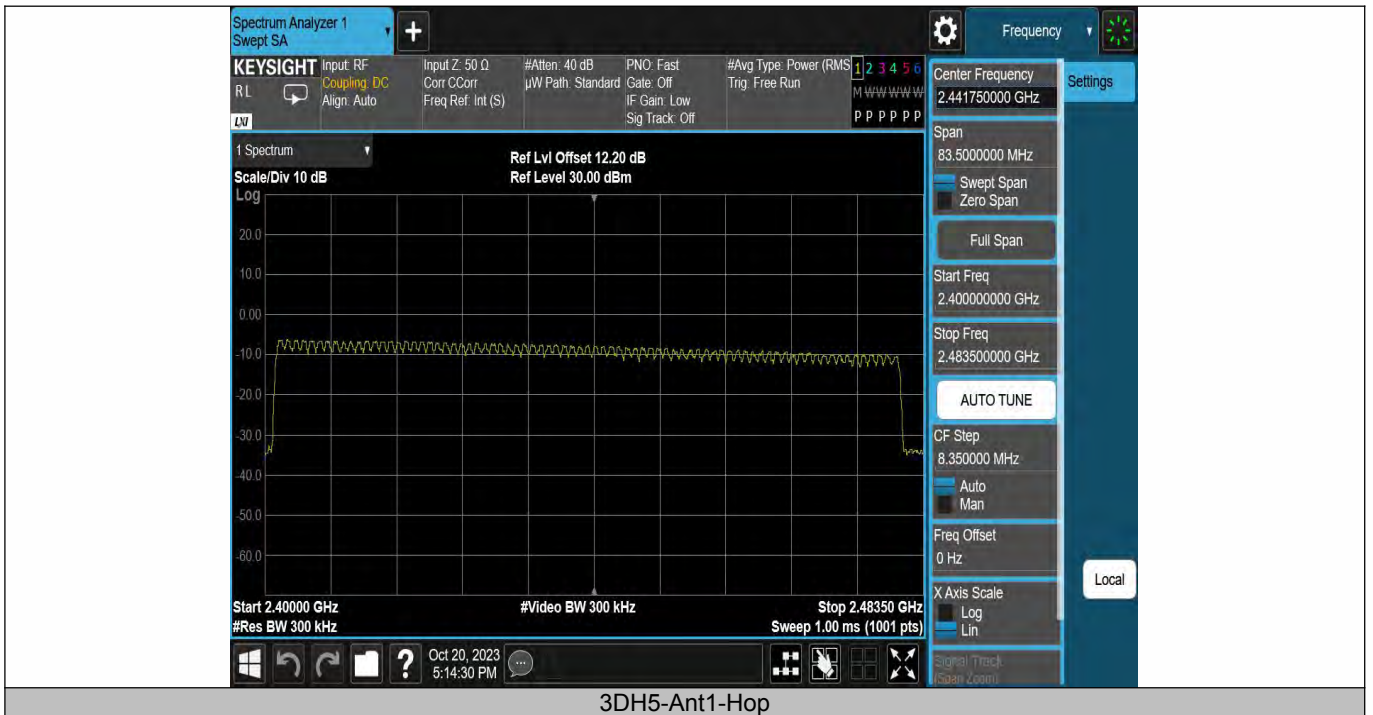 Spectrum Analyzer 1
Swept SA
+
Frequency
KEYSIGHT
RL
LXI
Input: RF
Coupling: DC
Align: Auto
Input Z: 50 Ω
Corr CCorr
Freq Ref: Int (S)
#Atten: 40 dB
µW Path: Standard
PNO: Fast
Gate: Off
IF Gain: Low
Sig Track: Off
#Avg Type: Power (RMS
Trig: Free Run
1 2 3 4 5 6
M W W W W W
P P P P P P
Center Frequency
2.441750000 GHz
Settings
Span
83.5000000 MHz
Swept Span
Zero Span
Full Span
Start Freq
2.400000000 GHz
Stop Freq
2.483500000 GHz
AUTO TUNE
CF Step
8.350000 MHz
Auto
Man
Freq Offset
0 Hz
X Axis Scale
Log
Lin
Signal Track
(Span Zoom)
Local
1 Spectrum
Scale/Div 10 dB
Ref Lvl Offset 12.20 dB
Ref Level 30.00 dBm
Log
20.0
10.0
0.00
-10.0
-20.0
-30.0
-40.0
-50.0
-60.0
Start 2.40000 GHz
#Res BW 300 kHz
#Video BW 300 kHz
Stop 2.48350 GHz
Sweep 1.00 ms (1001 pts)
?
Oct 20, 2023
5:14:30 PM
3DH5-Ant1-Hop